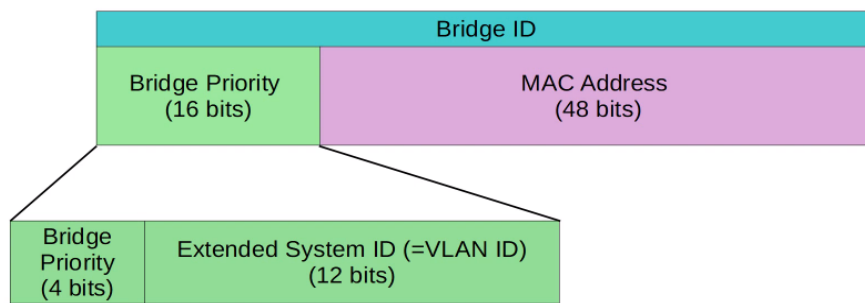 Bridge ID
Bridge Priority
(16 bits)
MAC Address
(48 bits)
Bridge
Priority
(4 bits)
Extended System ID (=VLAN ID)
(12 bits)